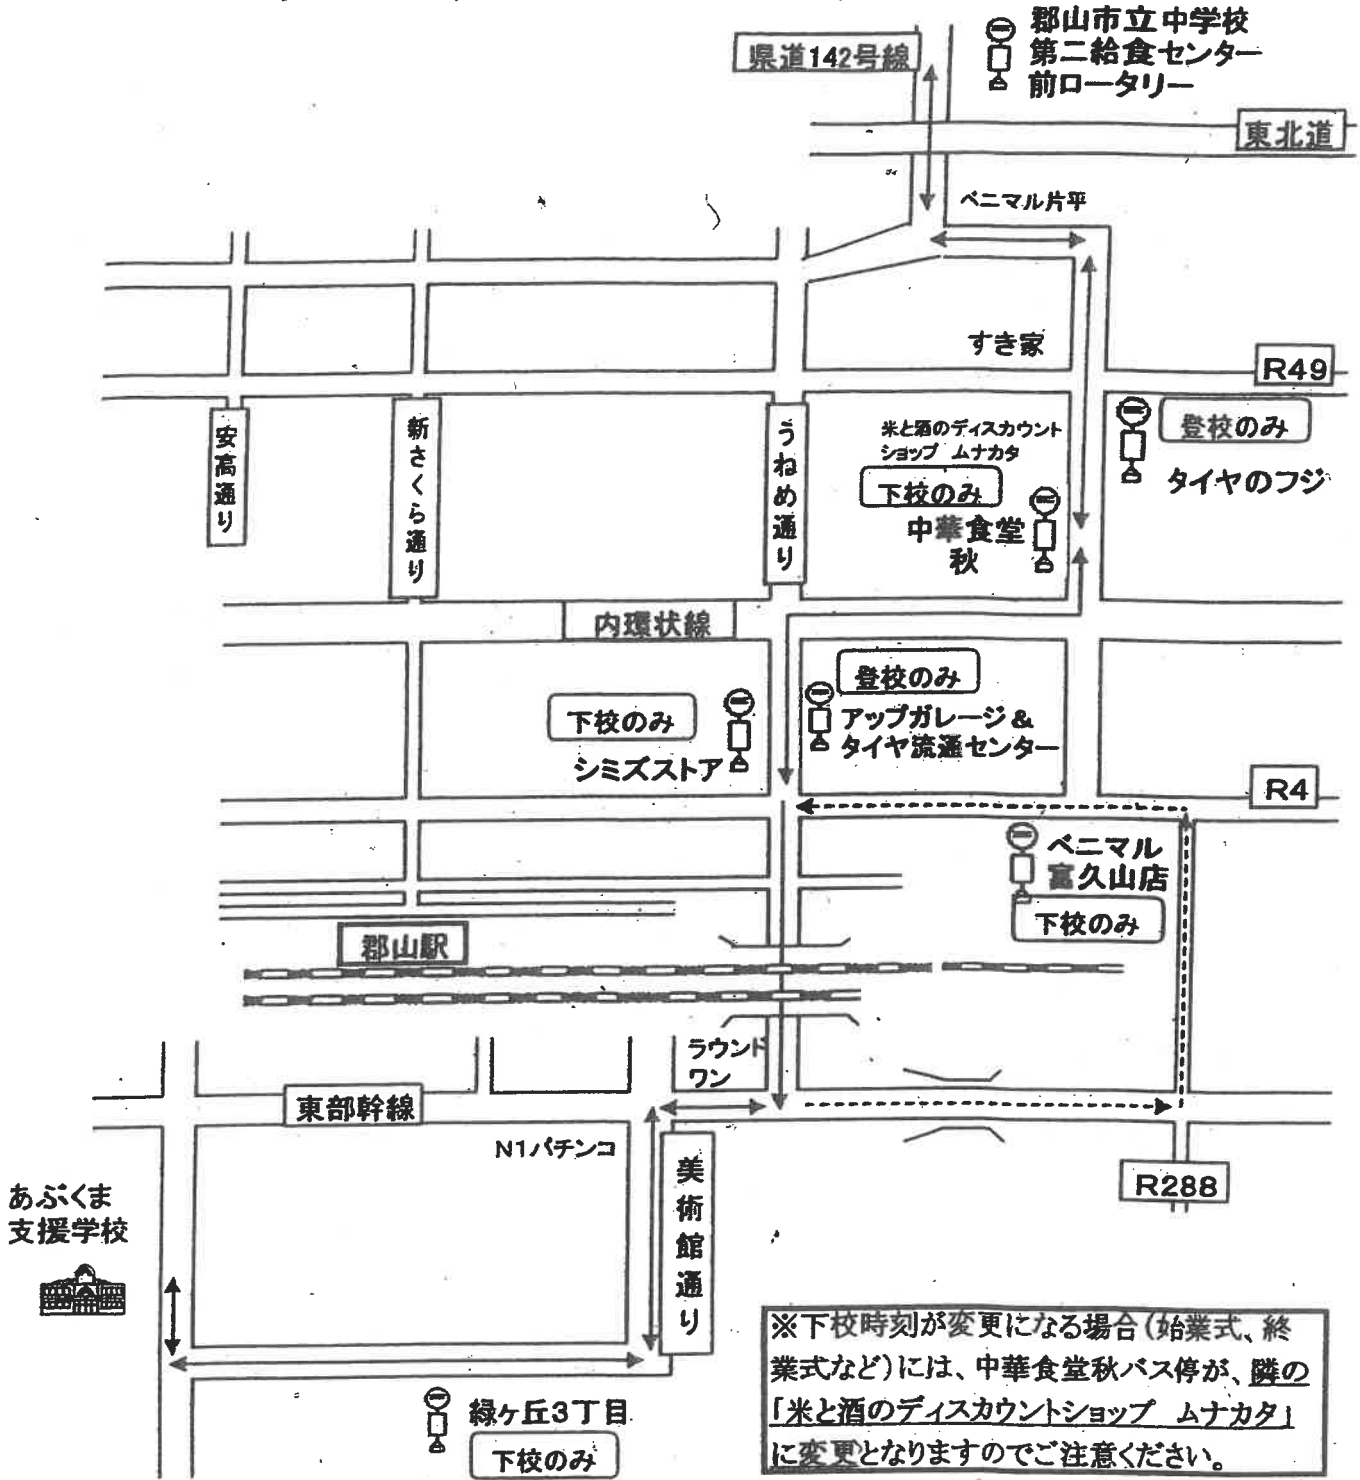 郡山市立中学校
第二給食センター
前ロータリー
県道142号線
東北道
ベニマル片平
すき家
R49
登校のみ
タイヤのフジ
安高通り
新さくら通り
うねめ通り
米と酒のディスカウント
ショップ ムナカタ
下校のみ
中華食堂
秋
内環状線
登校のみ
アップガレージ&
タイヤ流通センター
下校のみ
シミズストア
R4
ベニマル
富久山店
下校のみ
郡山駅
ラウンド
ワン
東部幹線
N1パチンコ
美術館通り
R288
あぶくま
支援学校
緑ヶ丘3丁目
下校のみ
※下校時刻が変更になる場合(始業式、終
業式など)には、中華食堂秋バス停が、隣の
「米と酒のディスカウントショップ ムナカタ」
に変更となりますのでご注意ください。